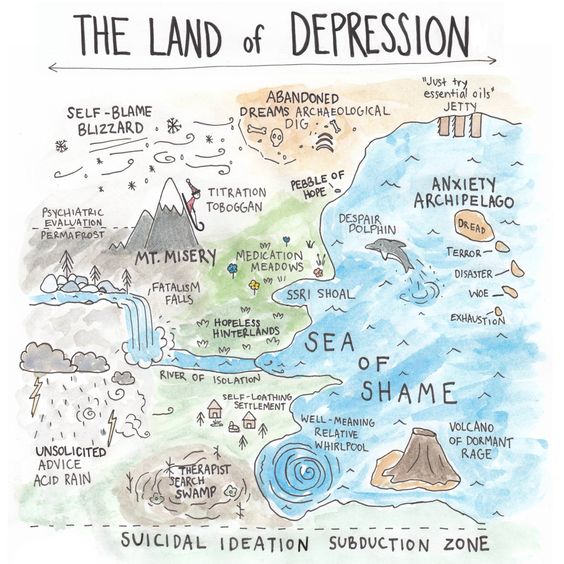 THE LAND of DEPRESSION
"Just try
essential oils"
JETTY
SELF-BLAME
BLIZZARD
ABANDONED
DREAMS ARCHAEOLOGICAL
DIG
PEBBLE OF
HOPE
ANXIETY
ARCHIPELAGO
TITRATION
TOBOGGAN
PSYCHIATRIC
EVALUATION
PERMAFROST
DESPAIR
DOLPHIN
DREAD
MT. MISERY
MEDICATION
MEADOWS
TERROR
DISASTER
WOE
EXHAUSTION
FATALISM
FALLS
SSRI SHOAL
HOPELESS
HINTERLANDS
SEA
OF
SHAME
RIVER OF ISOLATION
SELF-LOATHING
SETTLEMENT
UNSOLICITED
ADVICE
ACID RAIN
WELL-MEANING
RELATIVE
WHIRLPOOL
VOLCANO
OF DORMANT
RAGE
THERAPIST
SEARCH
SWAMP
SUICIDAL IDEATION SUBDUCTION ZONE